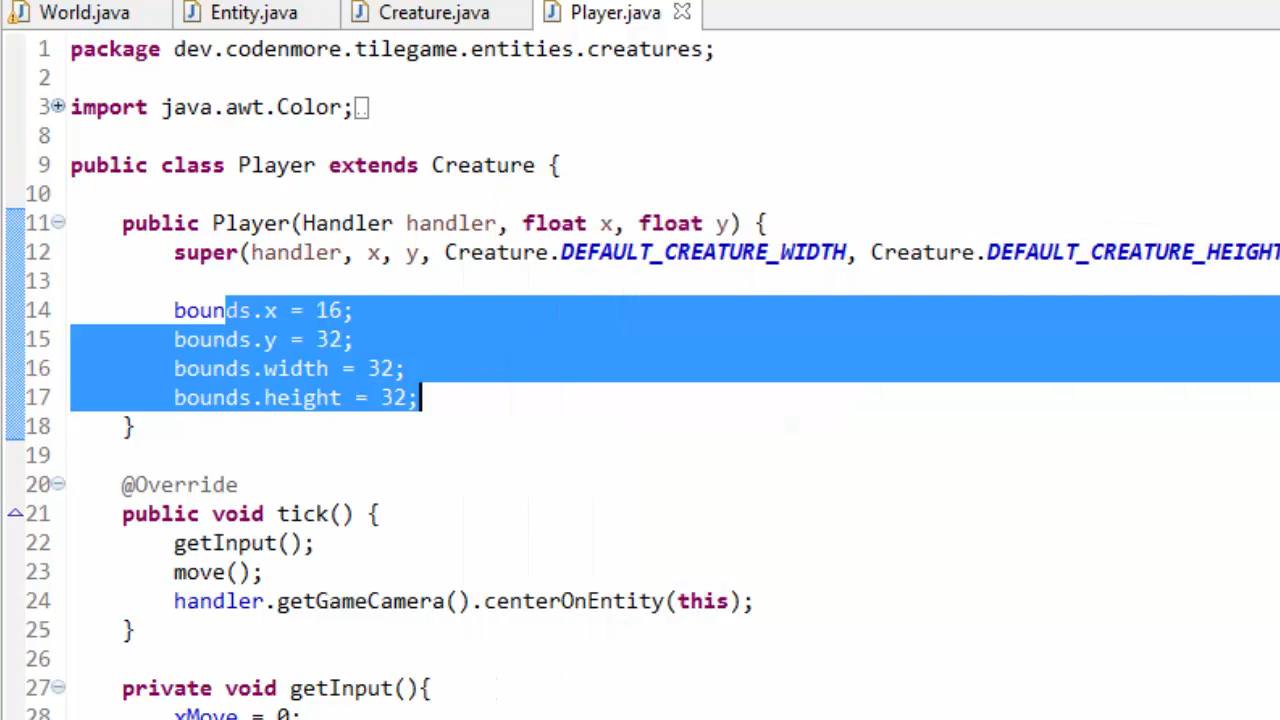 World.java Entity.java Creature.java Player.java
1 package dev.codenmore.tilegame.entities.creatures;
2
3 import java.awt.Color;
8
9 public class Player extends Creature {
10
11 public Player(Handler handler, float x, float y) {
12 super(handler, x, y, Creature.DEFAULT_CREATURE_WIDTH, Creature.DEFAULT_CREATURE_HEIGHT
13
14 bounds.x = 16;
15 bounds.y = 32;
16 bounds.width = 32;
17 bounds.height = 32;
18 }
19
20 @Override
21 public void tick() {
22 getInput();
23 move();
24 handler.getGameCamera().centerOnEntity(this);
25 }
26
27 private void getInput(){
28 xMove = 0;